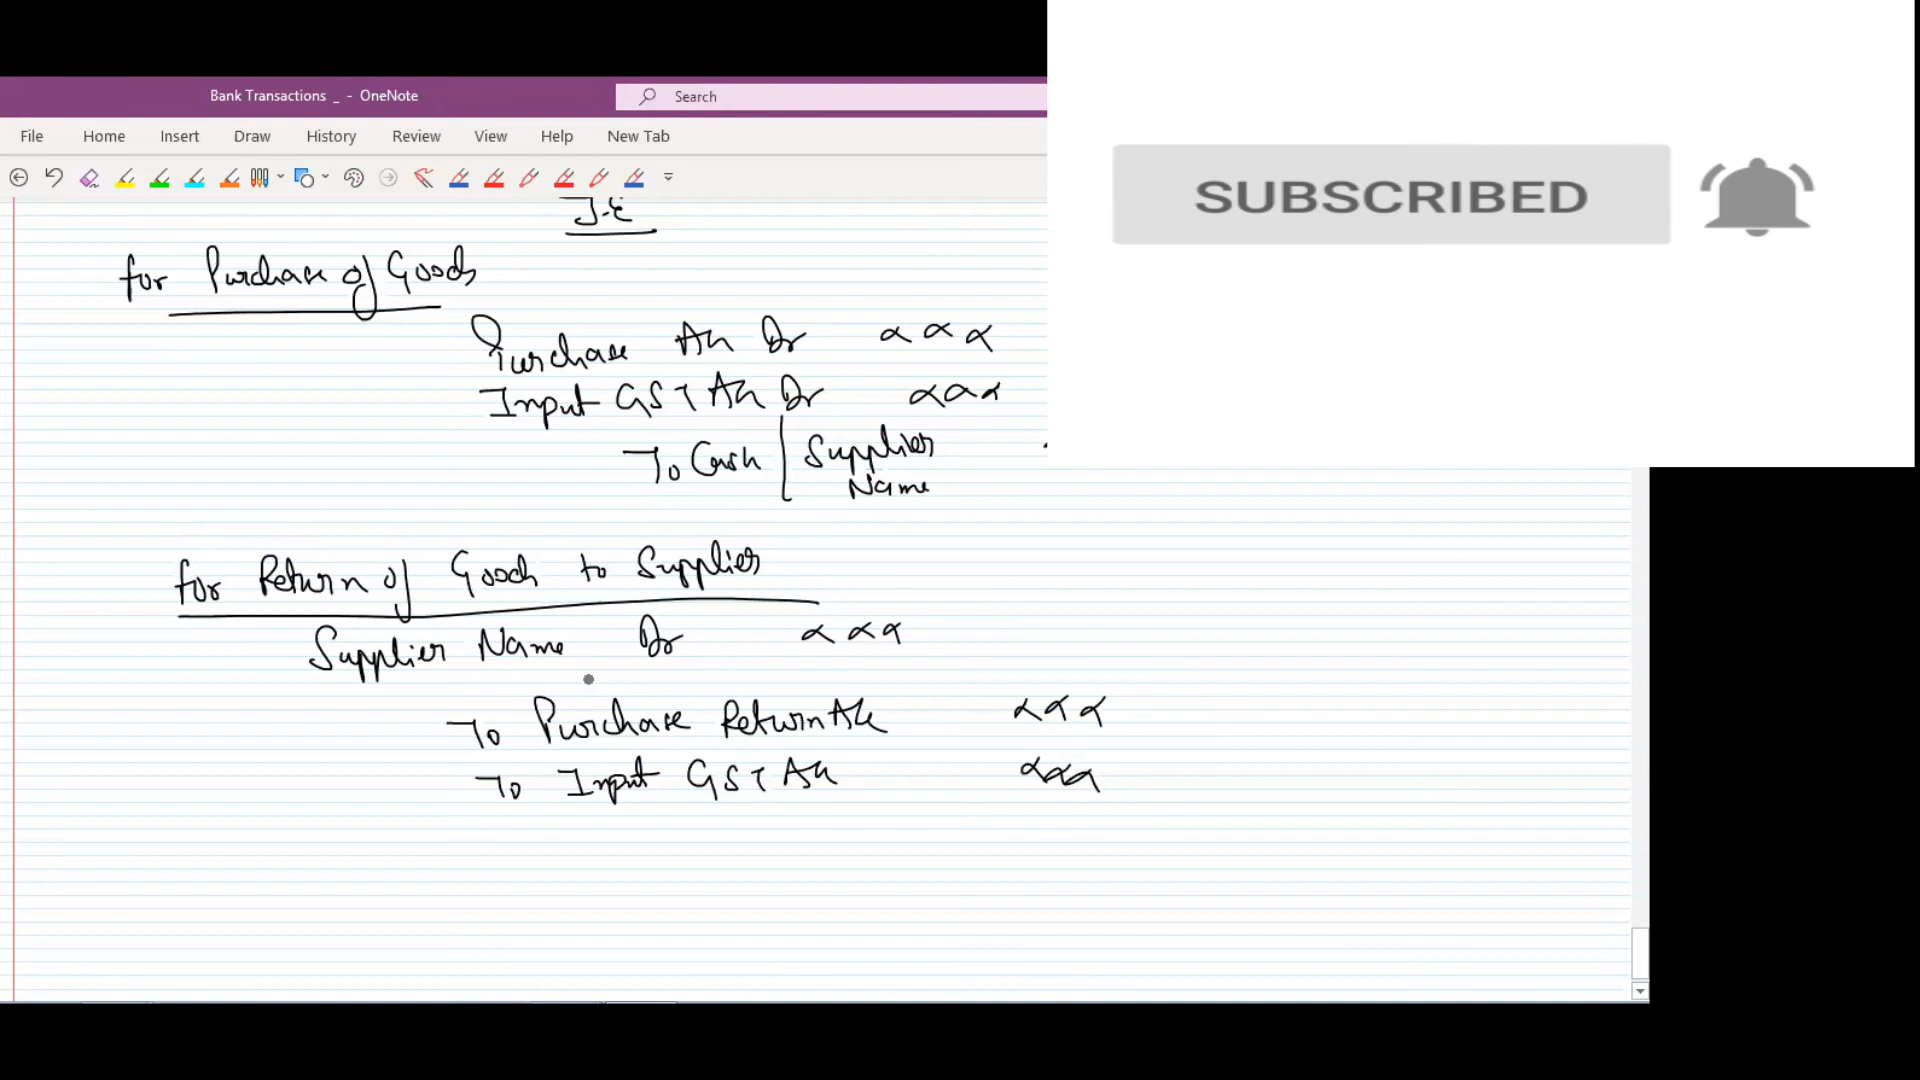 Bank Transactions _ - OneNote
Search
SUBSCRIBED
File Home Insert Draw History Review View Help New Tab
J.E
for Purchase of Goods
Purchase A/c Dr xxx
Input GST A/c Dr xxx
To Cash | Supplier
Name
for Return of Goods to Supplier
Supplier Name Dr xxx
To Purchase Return A/c xxx
To Input GST A/c xxx